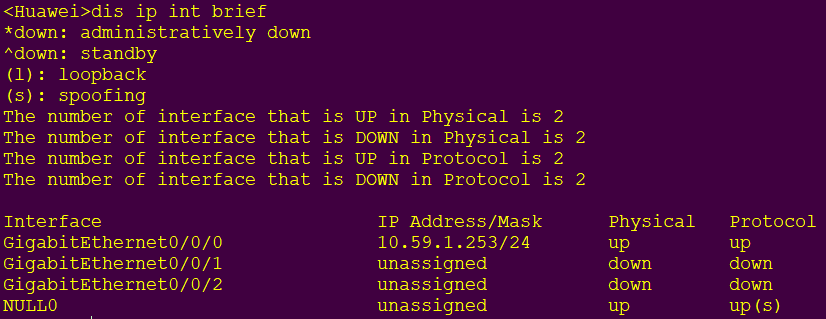 <Huawei>dis ip int brief
*down: administratively down
^down: standby
(l): loopback
(s): spoofing
The number of interface that is UP in Physical is 2
The number of interface that is DOWN in Physical is 2
The number of interface that is UP in Protocol is 2
The number of interface that is DOWN in Protocol is 2

Interface                         IP Address/Mask      Physical   Protocol
GigabitEthernet0/0/0              10.59.1.253/24       up         up
GigabitEthernet0/0/1              unassigned           down       down
GigabitEthernet0/0/2              unassigned           down       down
NULL0                             unassigned           up         up(s)